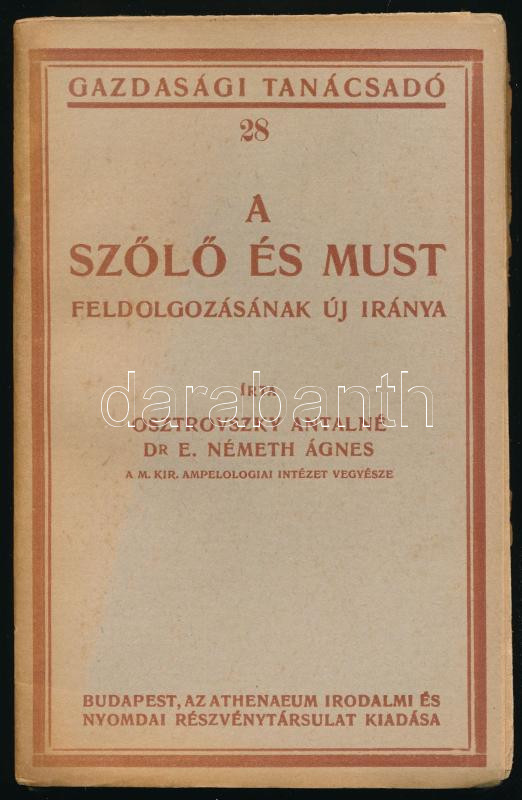 GAZDASÁGI TANÁCSADÓ
28
A
SZŐLŐ ÉS MUST
FELDOLGOZÁSÁNAK ÚJ IRÁNYA
ÍRTA
darabanth
OSZTROVSZKY ANTALNÉ
DR E. NÉMETH ÁGNES
A M. KIR. AMPELOLOGIAI INTÉZET VEGYÉSZE
BUDAPEST, AZ ATHENAEUM IRODALMI ÉS
NYOMDAI RÉSZVÉNYTÁRSULAT KIADÁSA